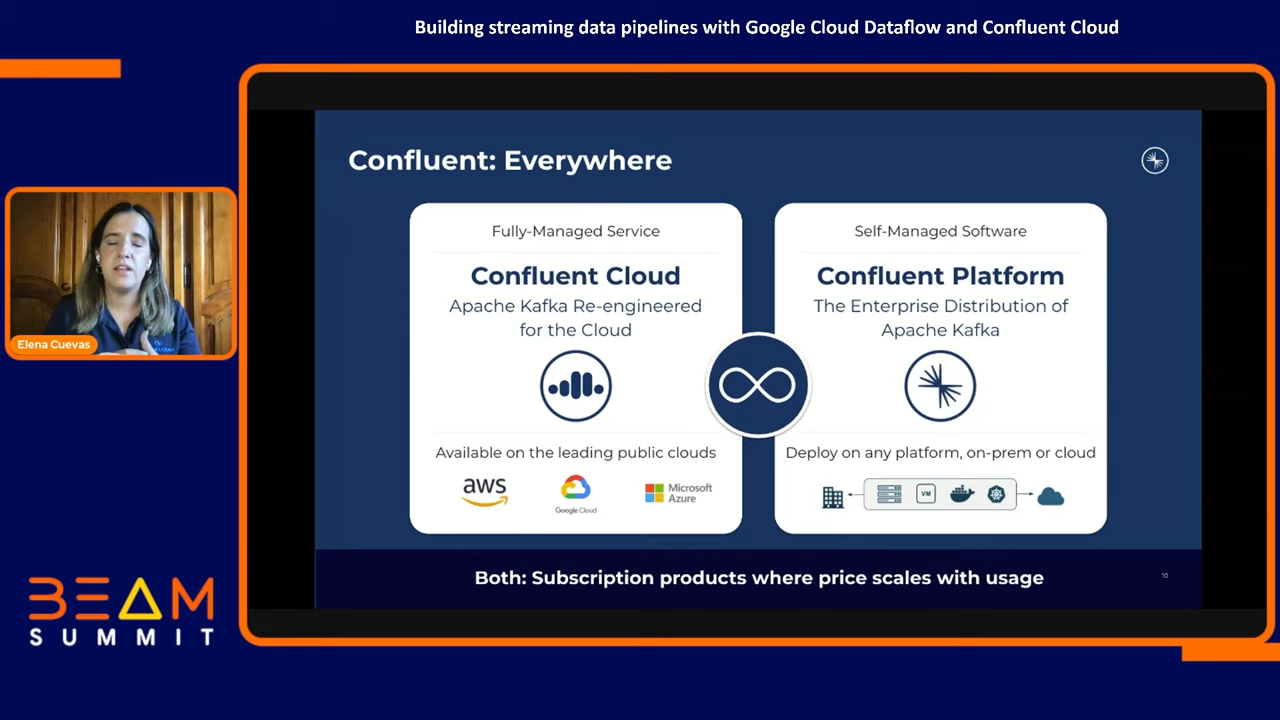 Building streaming data pipelines with Google Cloud Dataflow and Confluent Cloud
Confluent: Everywhere
Fully-Managed Service
Confluent Cloud
Apache Kafka Re-engineered
for the Cloud
Available on the leading public clouds
aws
Google Cloud
Microsoft
Azure
Self-Managed Software
Confluent Platform
The Enterprise Distribution of
Apache Kafka
Deploy on any platform, on-prem or cloud
VM
Both: Subscription products where price scales with usage
10
Elena Cuevas
BEAM
SUMMIT